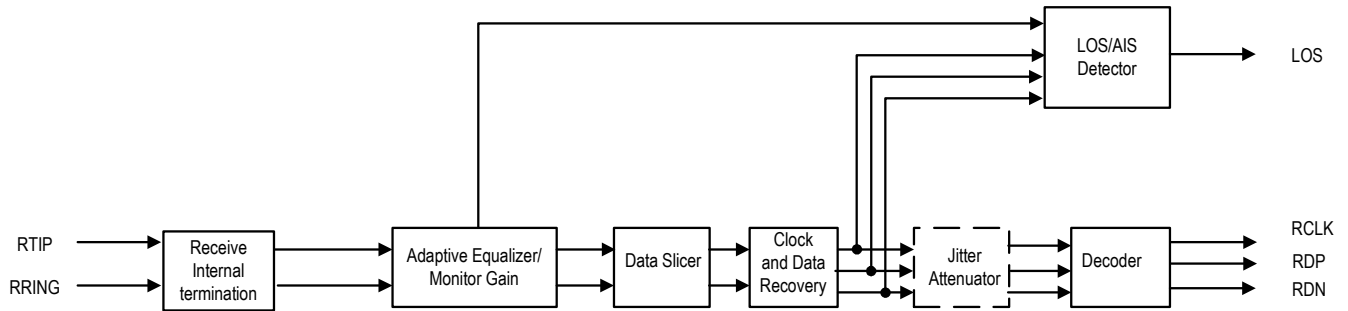 LOS/AIS
Detector
LOS
RTIP
RRING
Receive
Internal
termination
Adaptive Equalizer/
Monitor Gain
Data Slicer
Clock
and Data
Recovery
Jitter
Attenuator
Decoder
RCLK
RDP
RDN